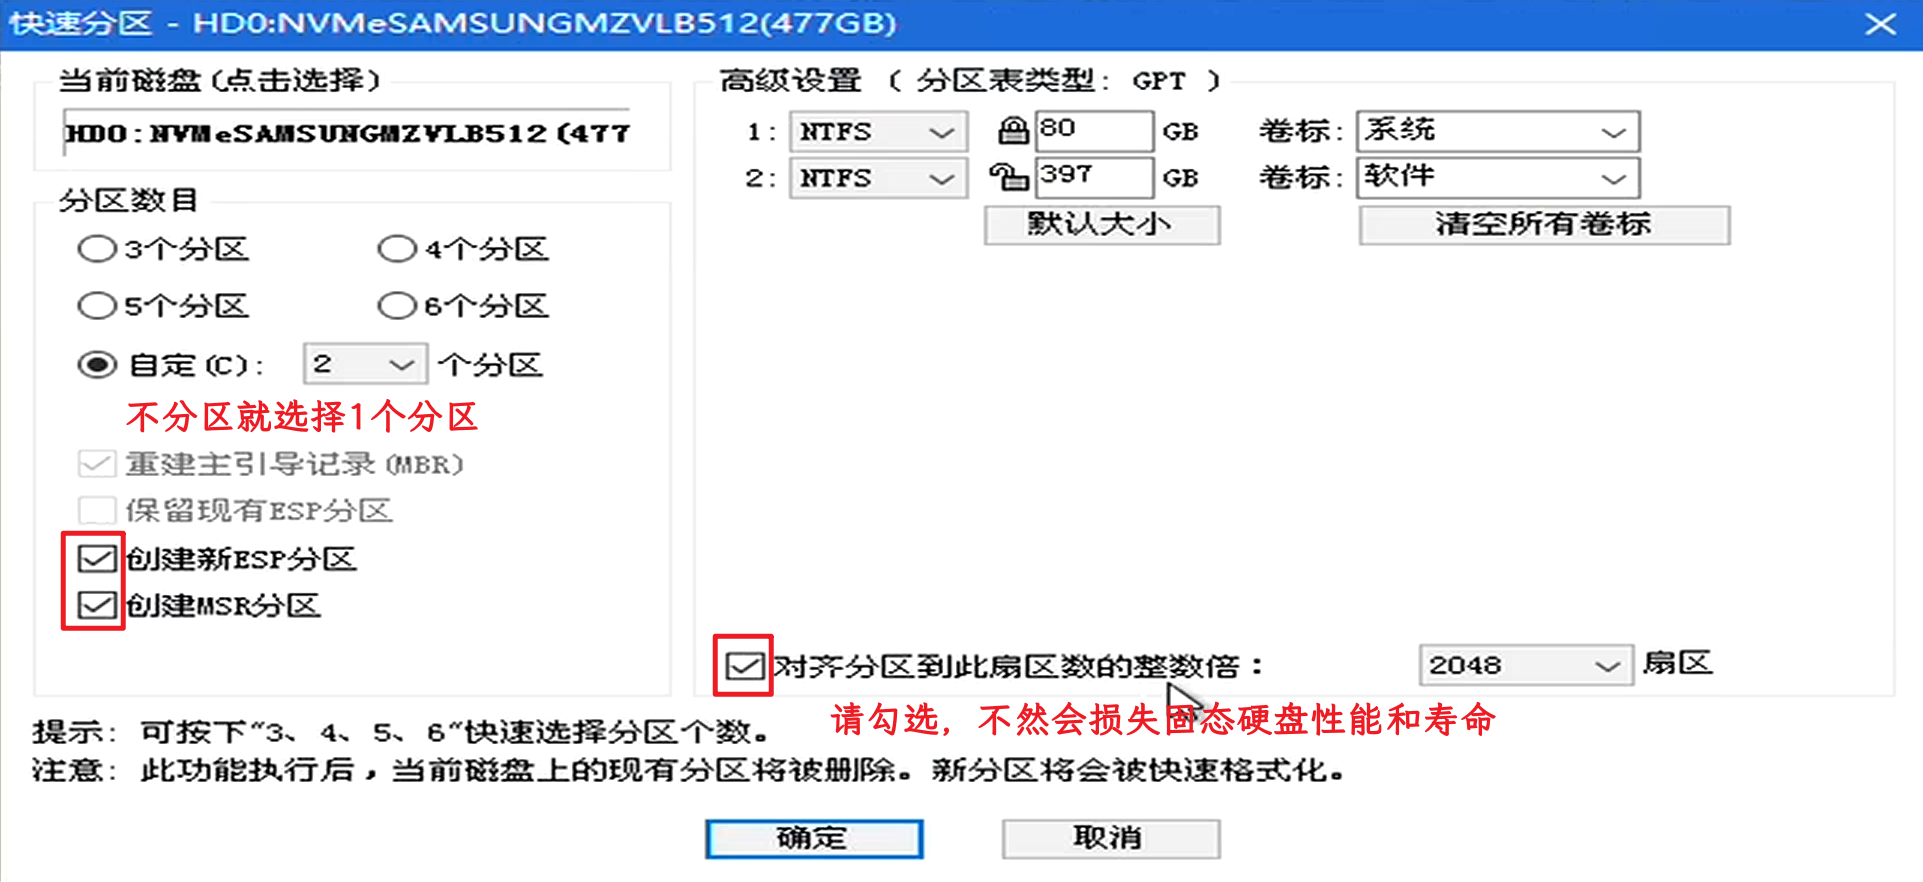 快速分区 - HD0:NVMeSAMSUNGMZVLB512(477GB)
当前磁盘(点击选择)
HD0:NVMeSAMSUNGMZVLB512(477
分区数目
3个分区 4个分区
5个分区 6个分区
自定(C): 2 个分区
不分区就选择1个分区
重建主引导记录(MBR)
保留现有ESP分区
创建新ESP分区
创建MSR分区
高级设置 ( 分区表类型: GPT )
1: NTFS 80 GB 卷标: 系统
2: NTFS 397 GB 卷标: 软件
默认大小 清空所有卷标
对齐分区到此扇区数的整数倍: 2048 扇区
请勾选, 不然会损失固态硬盘性能和寿命
提示: 可按下"3、4、5、6"快速选择分区个数。
注意: 此功能执行后,当前磁盘上的现有分区将被删除。新分区将会被快速格式化。
确定 取消